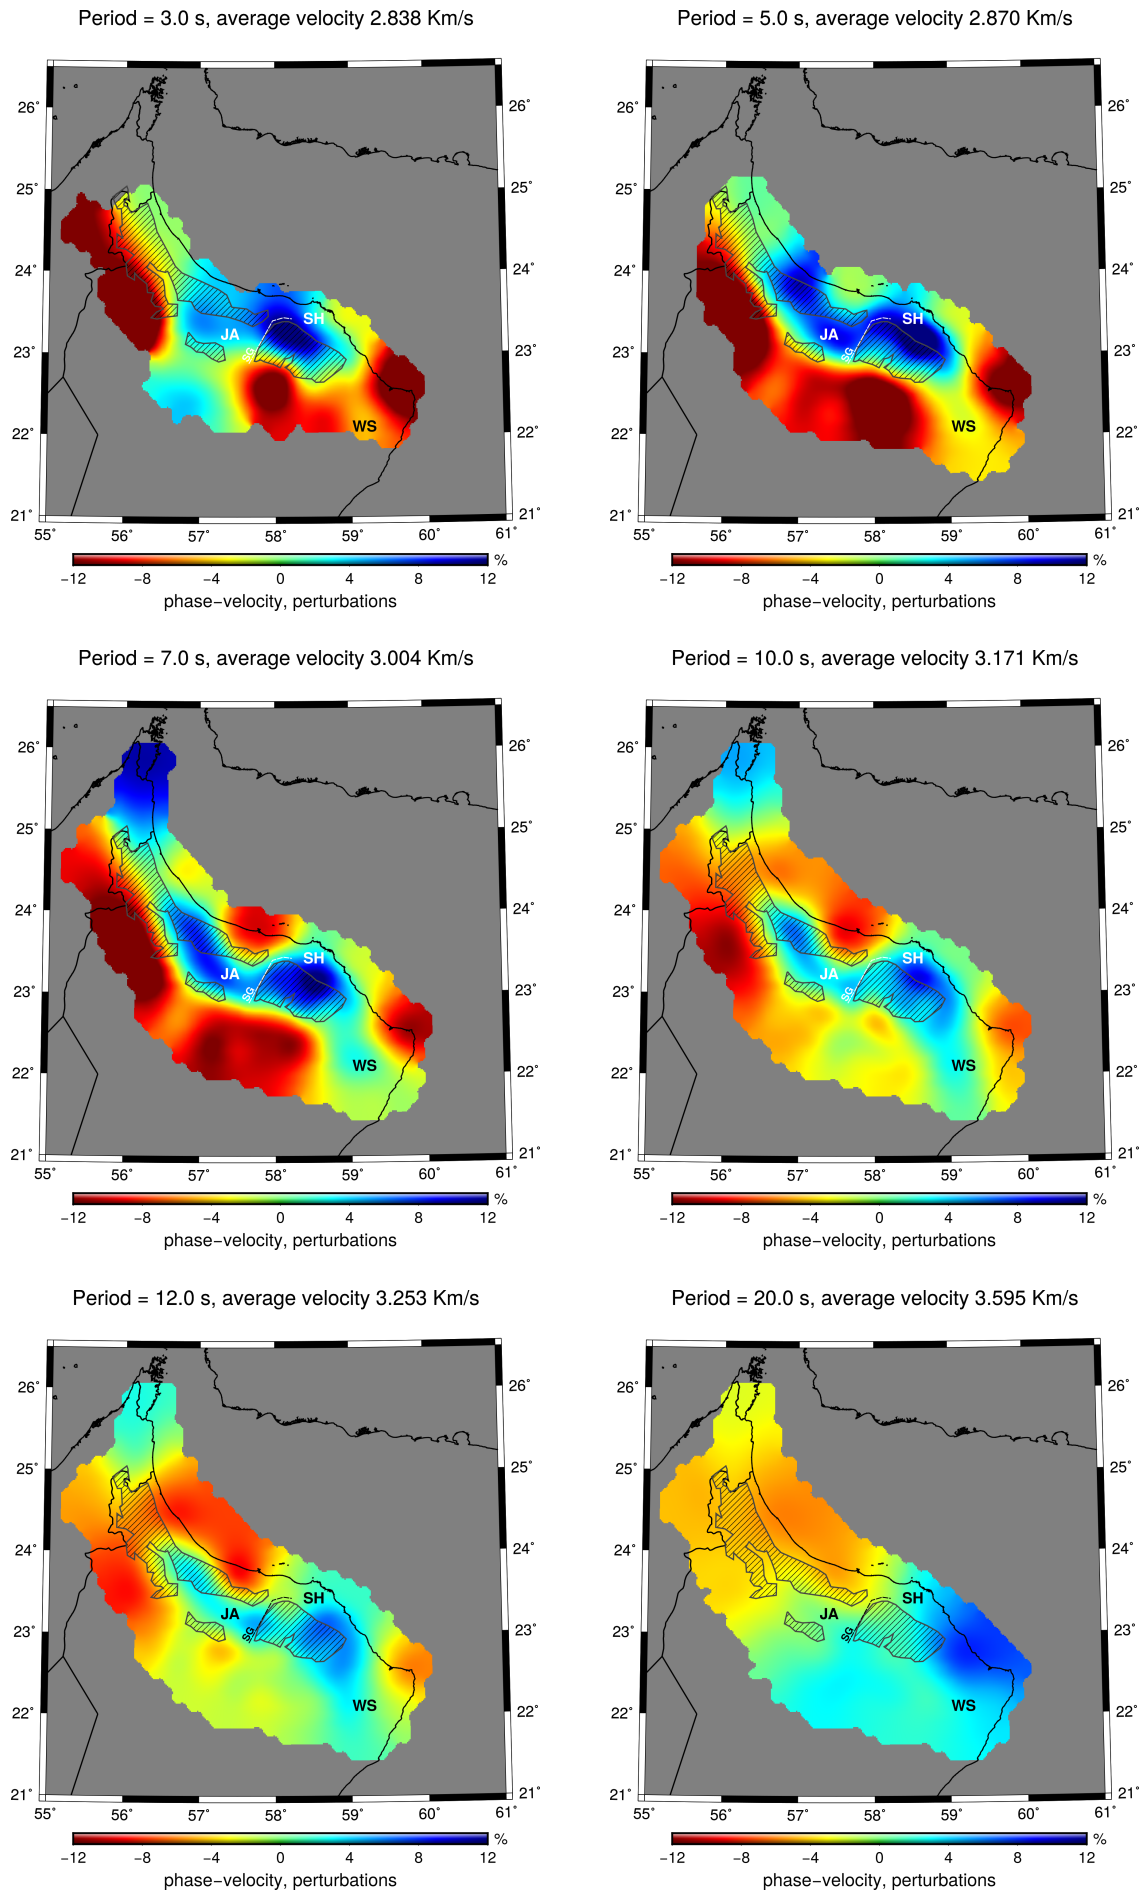 Period = 3.0 s, average velocity 2.838 Km/s
26° 26°
25° 25°
24° 24°
23° 23°
22° 22°
21° 21°
JA SG SH WS
55° 56° 57° 58° 59° 60° 61°
%
−12 −8 −4 0 4 8 12
phase−velocity, perturbations
Period = 5.0 s, average velocity 2.870 Km/s
26° 26°
25° 25°
24° 24°
23° 23°
22° 22°
21° 21°
JA SG SH WS
55° 56° 57° 58° 59° 60° 61°
%
−12 −8 −4 0 4 8 12
phase−velocity, perturbations
Period = 7.0 s, average velocity 3.004 Km/s
26° 26°
25° 25°
24° 24°
23° 23°
22° 22°
21° 21°
JA SG SH WS
55° 56° 57° 58° 59° 60° 61°
%
−12 −8 −4 0 4 8 12
phase−velocity, perturbations
Period = 10.0 s, average velocity 3.171 Km/s
26° 26°
25° 25°
24° 24°
23° 23°
22° 22°
21° 21°
JA SG SH WS
55° 56° 57° 58° 59° 60° 61°
%
−12 −8 −4 0 4 8 12
phase−velocity, perturbations
Period = 12.0 s, average velocity 3.253 Km/s
26° 26°
25° 25°
24° 24°
23° 23°
22° 22°
21° 21°
JA SG SH WS
55° 56° 57° 58° 59° 60° 61°
%
−12 −8 −4 0 4 8 12
phase−velocity, perturbations
Period = 20.0 s, average velocity 3.595 Km/s
26° 26°
25° 25°
24° 24°
23° 23°
22° 22°
21° 21°
JA SG SH WS
55° 56° 57° 58° 59° 60° 61°
%
−12 −8 −4 0 4 8 12
phase−velocity, perturbations